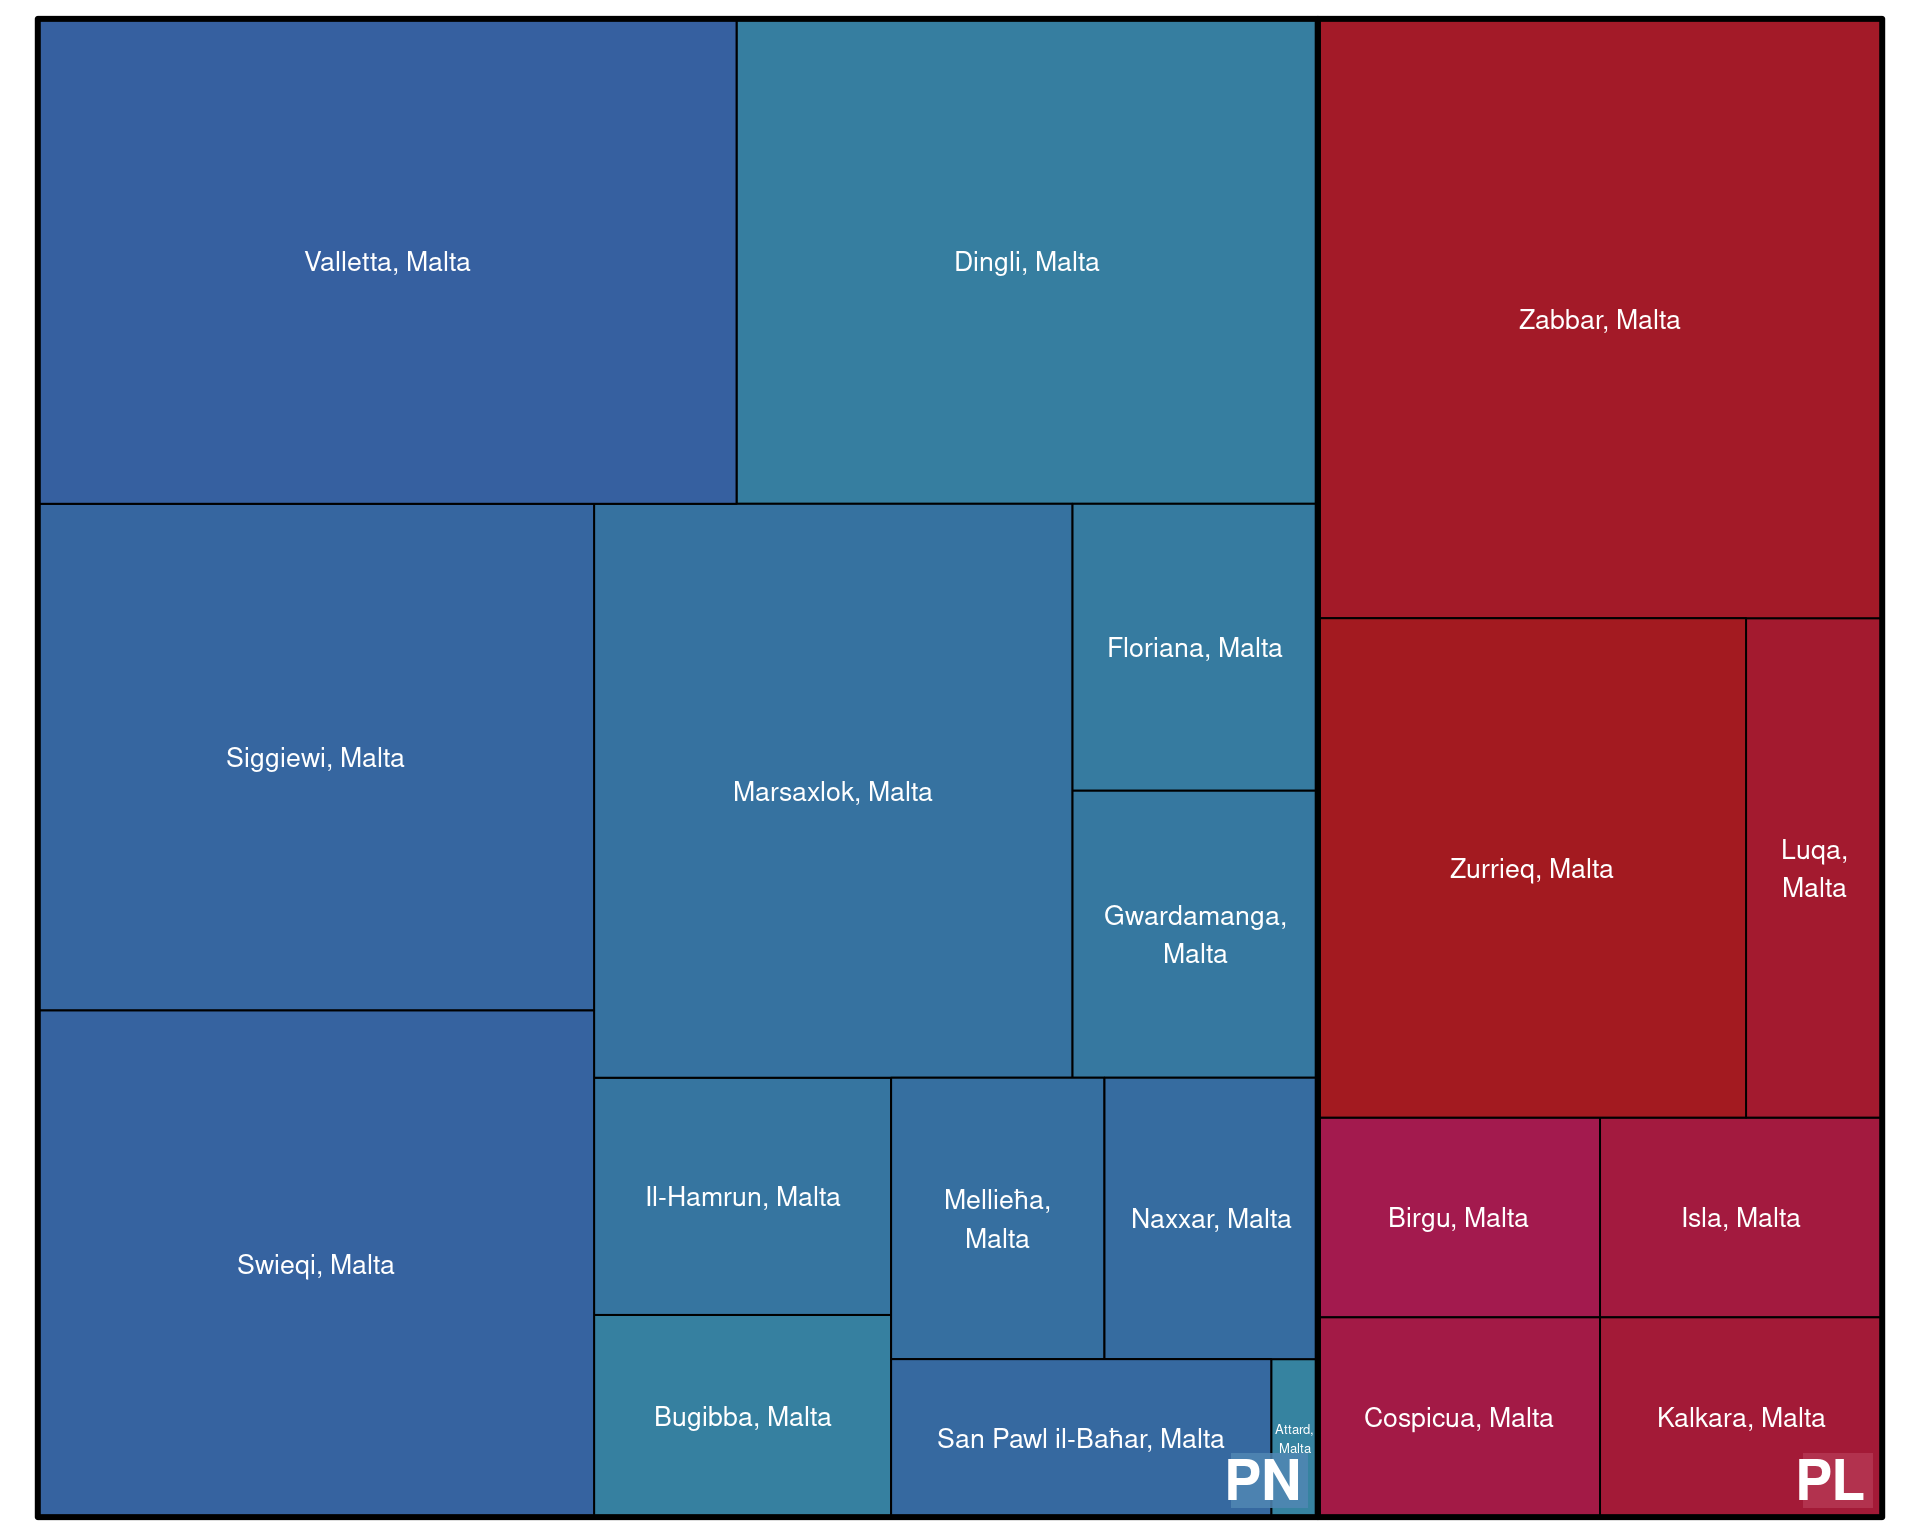 Valletta, Malta
Dingli, Malta
Zabbar, Malta
Siggiewi, Malta
Marsaxlok, Malta
Floriana, Malta
Gwardamanga,
Malta
Zurrieq, Malta
Luqa,
Malta
Swieqi, Malta
Il-Hamrun, Malta
Mellieħa,
Malta
Naxxar, Malta
Birgu, Malta
Isla, Malta
Bugibba, Malta
San Pawl il-Baħar, Malta
Attard,
Malta
PN
Cospicua, Malta
Kalkara, Malta
PL